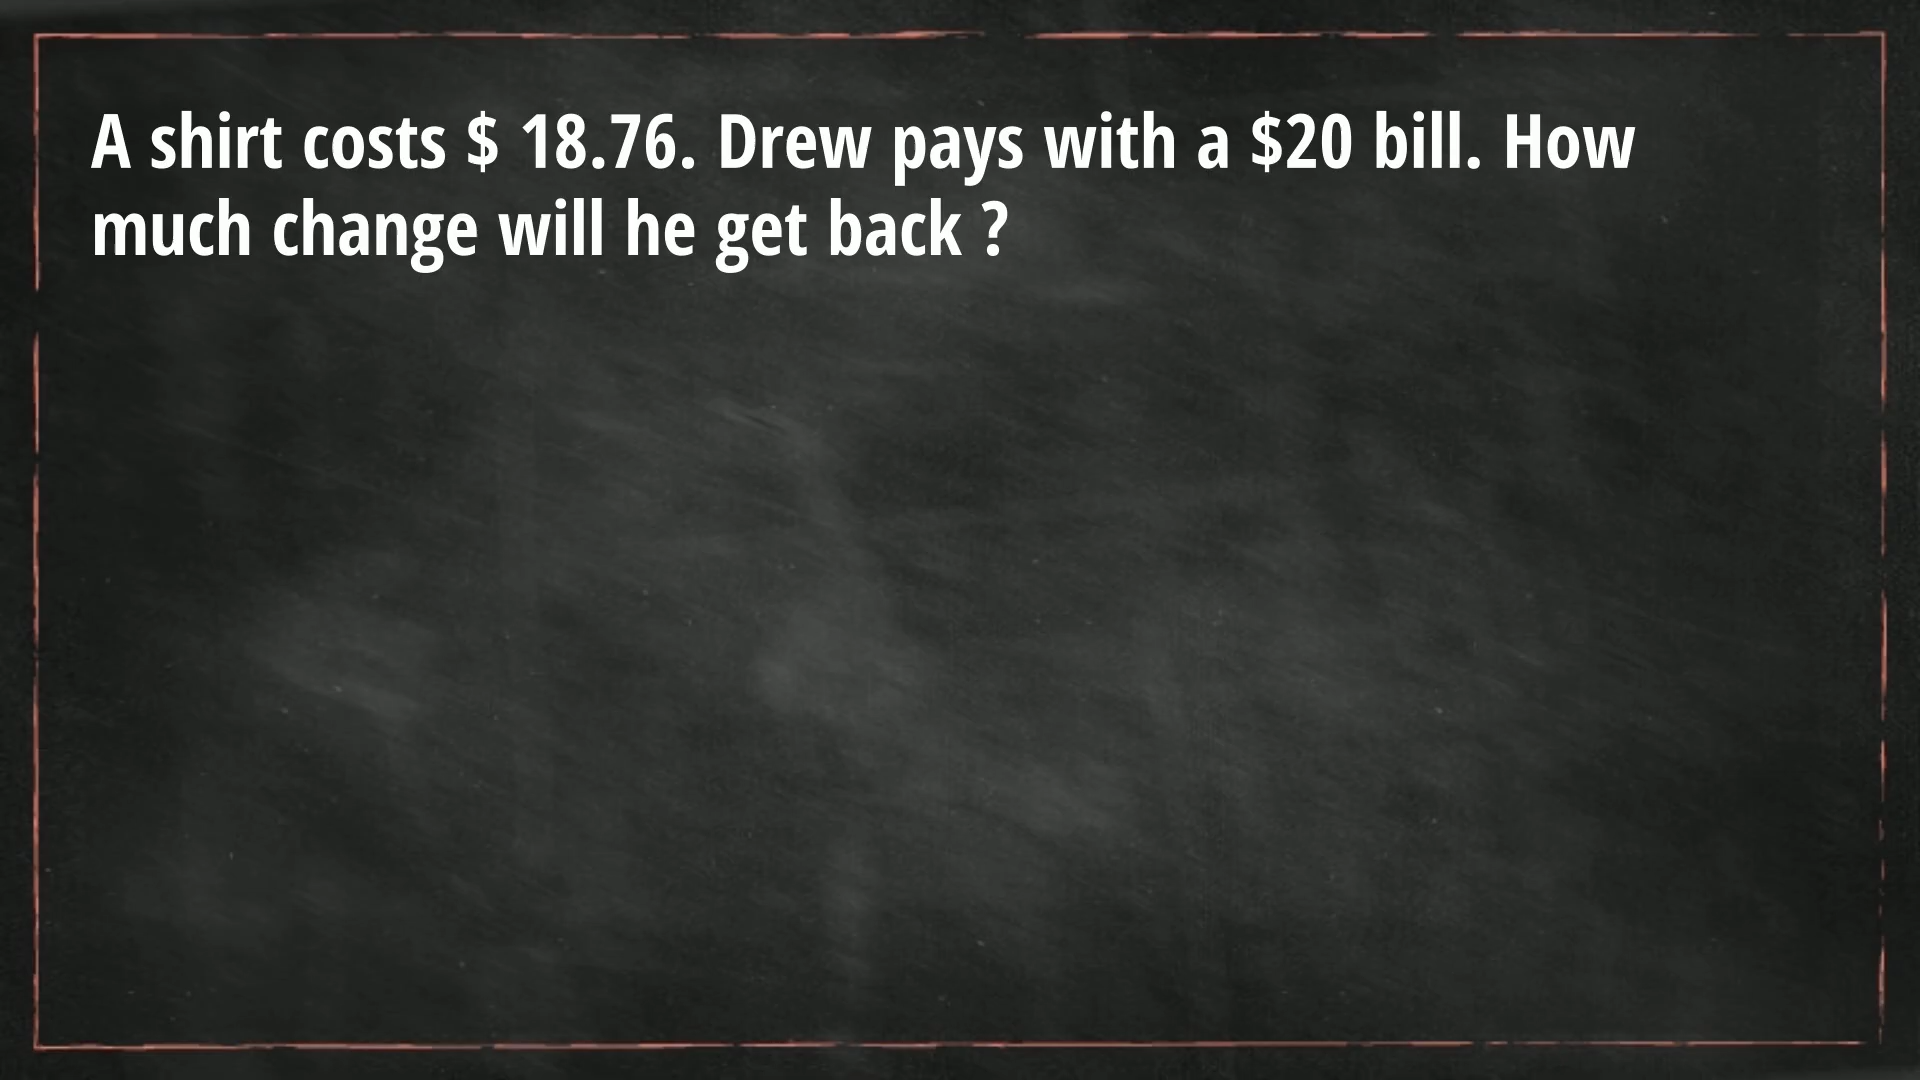 A shirt costs $ 18.76. Drew pays with a $20 bill. How
much change will he get back ?